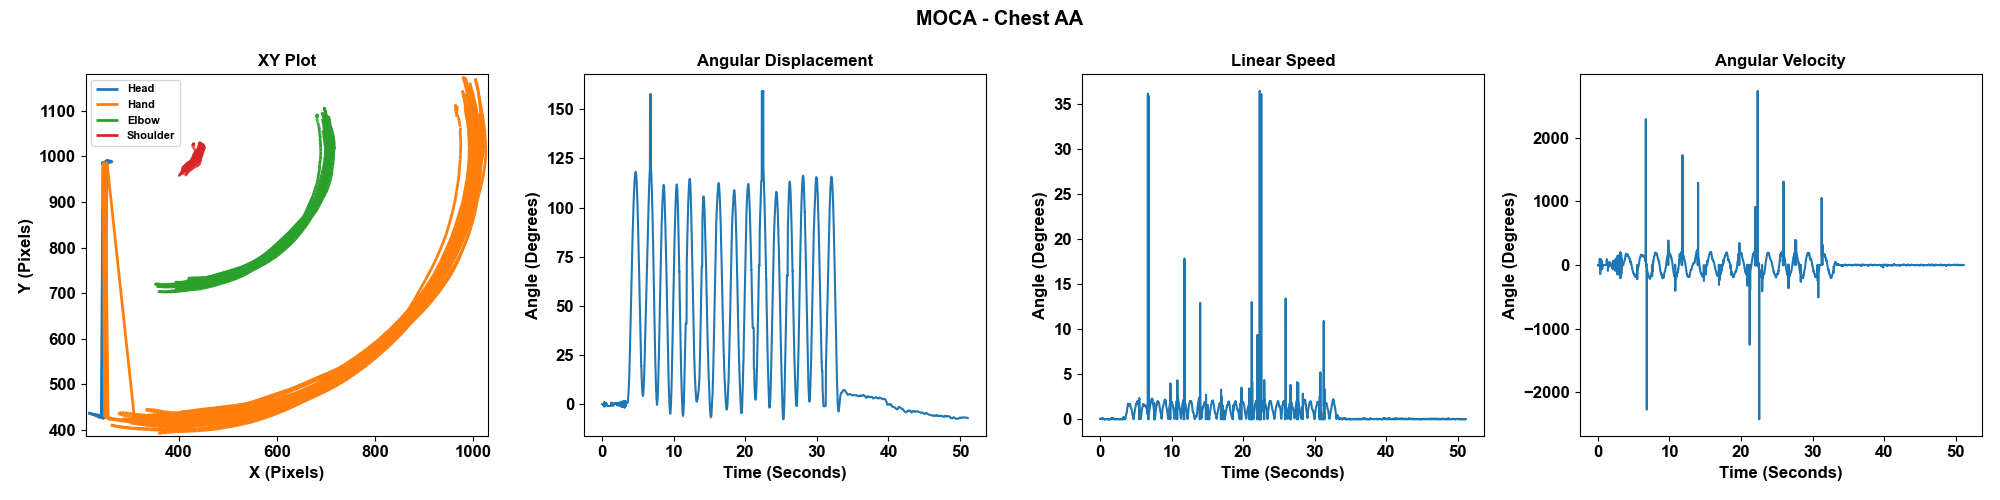 MOCA - Chest AA
XY Plot
Head
Hand
Elbow
Shoulder
1100
1000
900
800
700
600
500
400
400
600
800
1000
Y (Pixels)
X (Pixels)
Angular Displacement
150
125
100
75
50
25
0
0
10
20
30
40
50
Angle (Degrees)
Time (Seconds)
Linear Speed
35
30
25
20
15
10
5
0
0
10
20
30
40
50
Angle (Degrees)
Time (Seconds)
Angular Velocity
2000
1000
0
−1000
−2000
0
10
20
30
40
50
Angle (Degrees)
Time (Seconds)